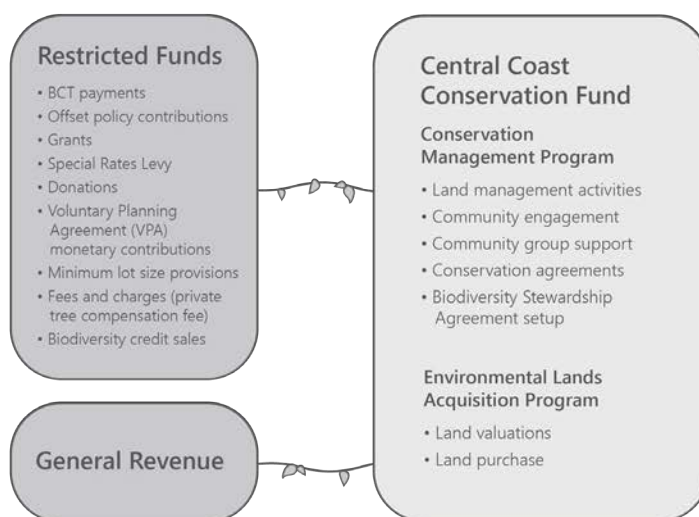 Restricted Funds
• BCT payments
• Offset policy contributions
• Grants
• Special Rates Levy
• Donations
• Voluntary Planning
Agreement (VPA)
monetary contributions
• Minimum lot size provisions
• Fees and charges (private
tree compensation fee)
• Biodiversity credit sales
General Revenue
Central Coast
Conservation Fund
Conservation
Management Program
• Land management activities
• Community engagement
• Community group support
• Conservation agreements
• Biodiversity Stewardship
Agreement setup
Environmental Lands
Acquisition Program
• Land valuations
• Land purchase